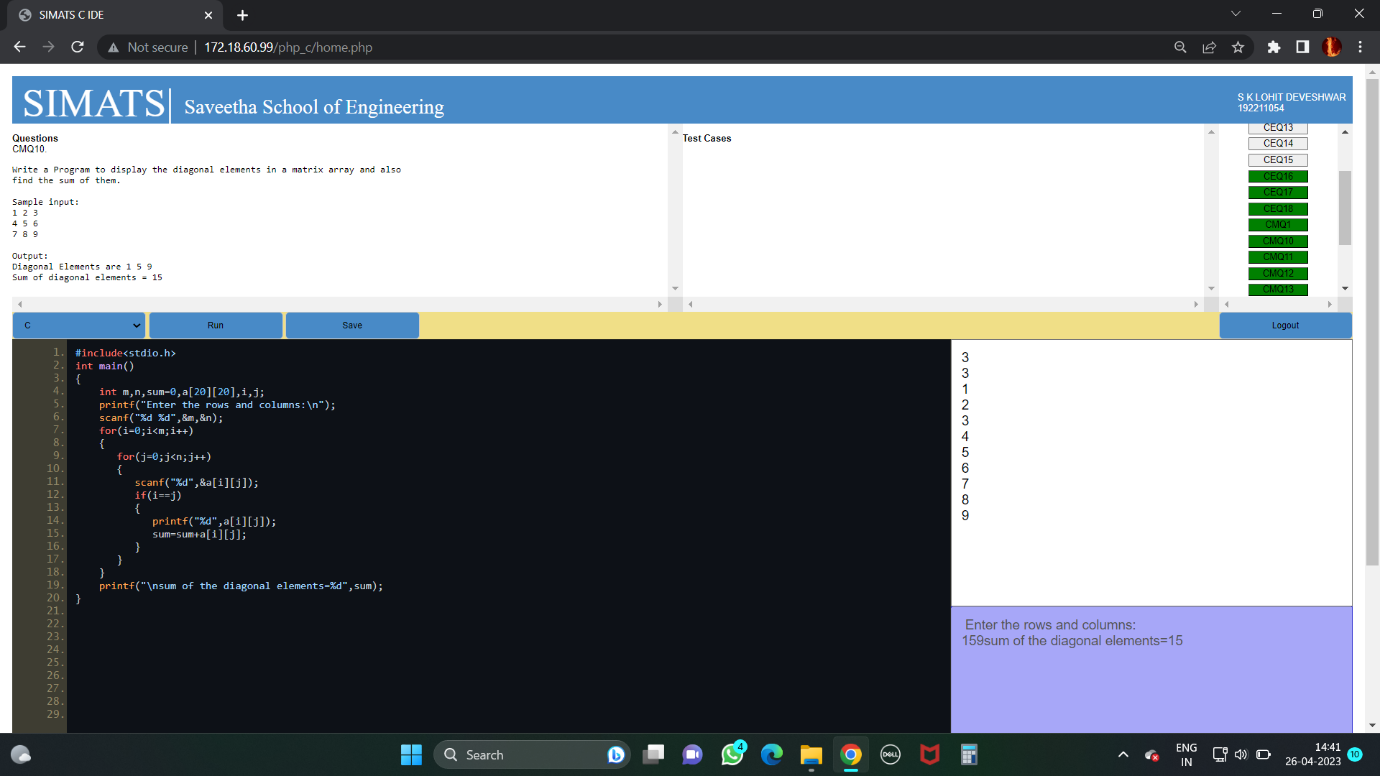 SIMATS C IDE
Not secure
172.18.60.99/php_c/home.php
SIMATS| Saveetha School of Engineering
S K LOHIT DEVESHWAR
192211054
Questions
CMQ10.
Write a Program to display the diagonal elements in a matrix array and also
find the sum of them.
Sample input:
1 2 3
4 5 6
7 8 9
Output:
Diagonal Elements are 1 5 9
Sum of diagonal elements = 15
Test Cases
CEQ13
CEQ14
CEQ15
CEQ16
CEQ17
CEQ18
CMQ1
CMQ10
CMQ11
CMQ12
CMQ13
C
Run
Save
Logout
1. #include<stdio.h>
2. int main()
3. {
4. int m,n,sum=0,a[20][20],i,j;
5. printf("Enter the rows and columns:\n");
6. scanf("%d %d",&m,&n);
7. for(i=0;i<m;i++)
8. {
9. for(j=0;j<n;j++)
10. {
11. scanf("%d",&a[i][j]);
12. if(i==j)
13. {
14. printf("%d",a[i][j]);
15. sum=sum+a[i][j];
16. }
17. }
18. }
19. printf("\nsum of the diagonal elements=%d",sum);
20. }
21.
22.
23.
24.
25.
26.
27.
28.
29.
3
3
1
2
3
4
5
6
7
8
9
Enter the rows and columns:
159sum of the diagonal elements=15
Search
4
DELL
ENG
IN
14:41
26-04-2023
10